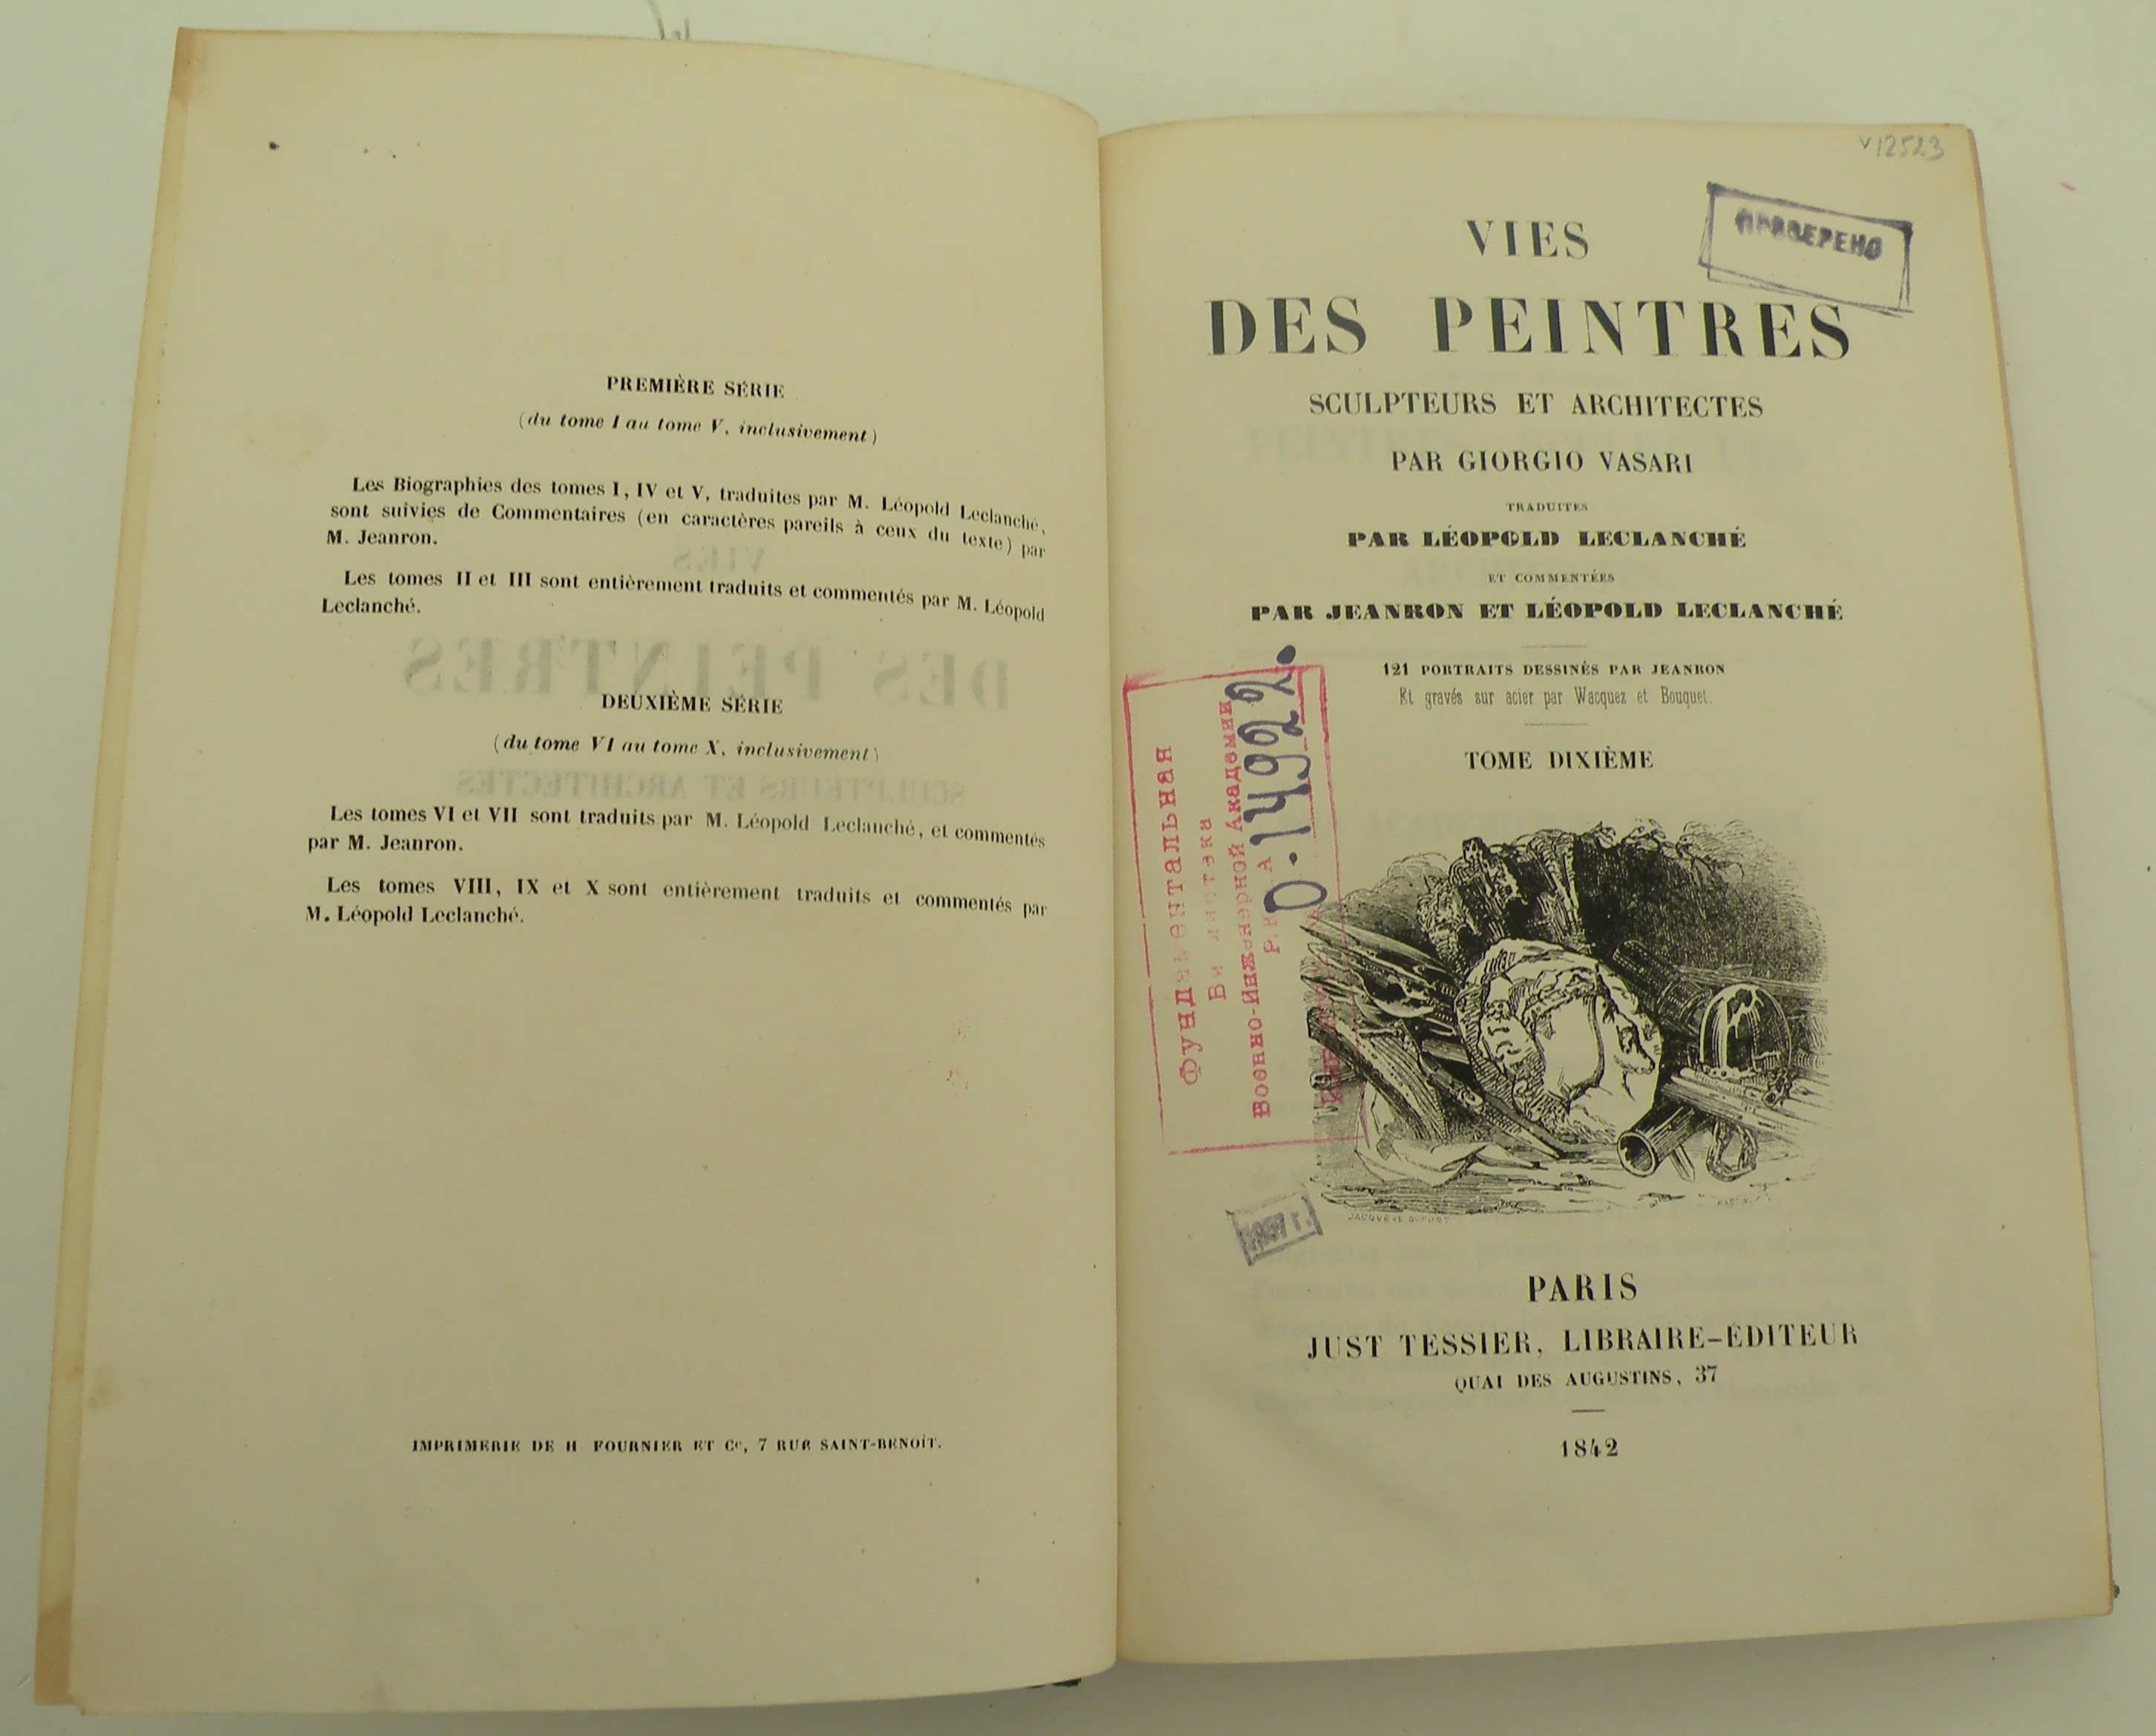 PREMIÈRE SÉRIE
(du tome I au tome V, inclusivement)
Les Biographies des tomes I, IV et V, traduites par M. Léopold Leclanché,
sont suivies de Commentaires (en caractères pareils à ceux du texte) par
M. Jeanron.
Les tomes II et III sont entièrement traduits et commentés par M. Léopold
Leclanché.
DEUXIÈME SÉRIE
(du tome VI au tome X, inclusivement)
Les tomes VI et VII sont traduits par M. Léopold Leclanché, et commentés
par M. Jeanron.
Les tomes VIII, IX et X sont entièrement traduits et commentés par
M. Léopold Leclanché.
IMPRIMERIE DE H FOURNIER ET Ce, 7 RUE SAINT-BENOÎT.
V12523
ПРОВЕРЕНО
VIES
DES PEINTRES
SCULPTEURS ET ARCHITECTES
PAR GIORGIO VASARI
TRADUITES
PAR LÉOPOLD LECLANCHÉ
ET COMMENTÉES
PAR JEANRON ET LÉOPOLD LECLANCHÉ
121 PORTRAITS DESSINÉS PAR JEANRON
Et gravés sur acier par Wacquez et Bouquet.
TOME DIXIÈME
Фундаментальная
Военно-Инженерной Академии
О-14922.
PARIS
JUST TESSIER, LIBRAIRE-ÉDITEUR
QUAI DES AUGUSTINS, 37
1842